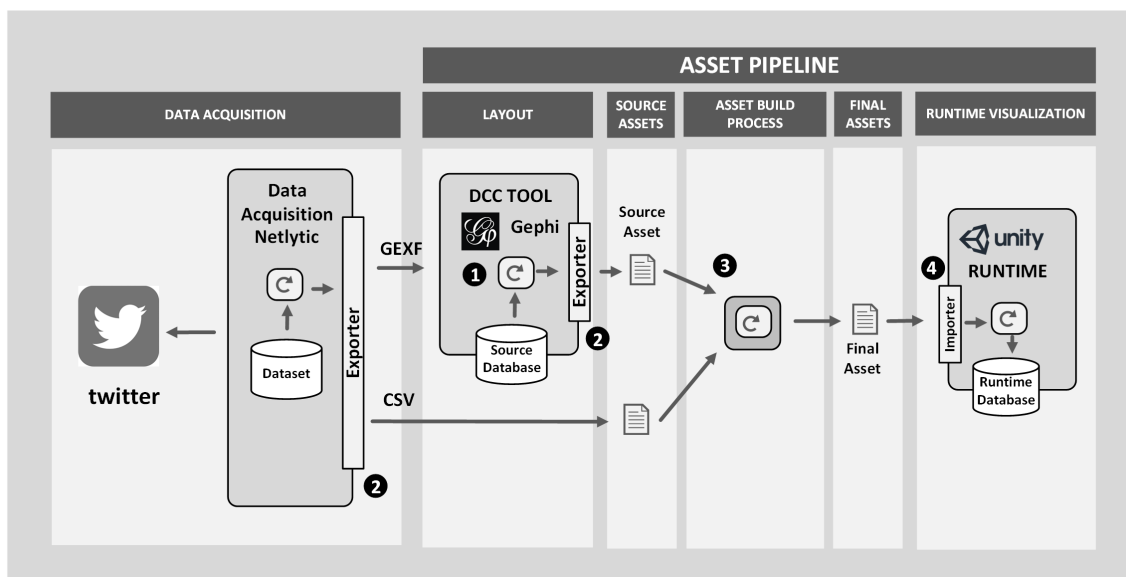 ASSET PIPELINE
DATA ACQUISITION
LAYOUT
SOURCE
ASSETS
ASSET BUILD
PROCESS
FINAL
ASSETS
RUNTIME VISUALIZATION
twitter
Data
Acquisition
Netlytic
Dataset
Exporter
2
GEXF
CSV
DCC TOOL
Gephi
1
Exporter
2
Source
Database
Source
Asset
3
Final
Asset
4
unity
RUNTIME
Importer
Runtime
Database